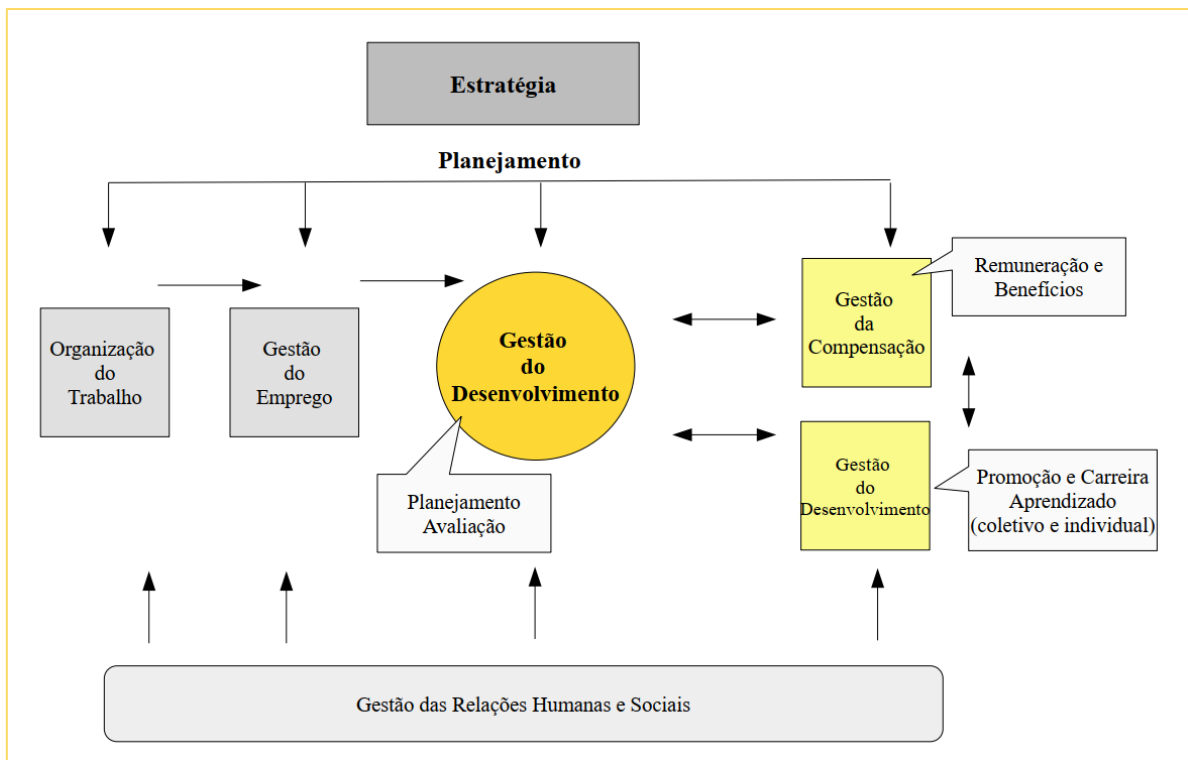 Estratégia
Planejamento
Organização
do
Trabalho
Gestão
do
Emprego
Gestão
do
Desenvolvimento
Planejamento
Avaliação
Gestão
da
Compensação
Remuneração e
Benefícios
Gestão
do
Desenvolvimento
Promoção e Carreira
Aprendizado
(coletivo e individual)
Gestão das Relações Humanas e Sociais